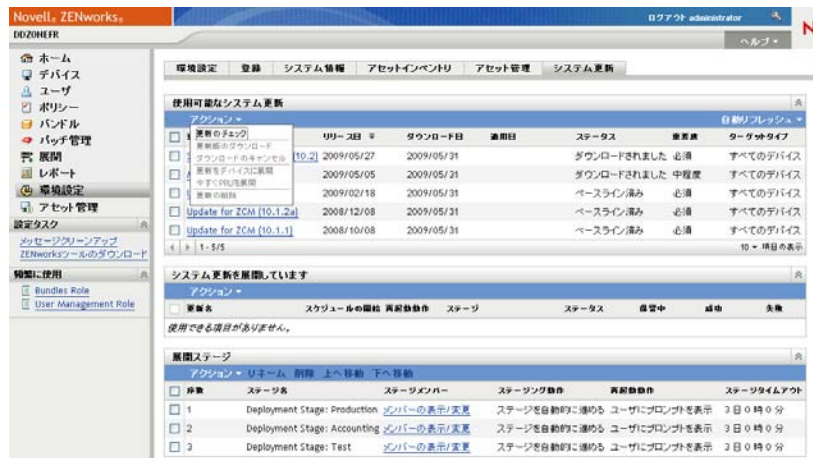 Novell® ZENworks®
ログアウト administrator
DDZONEFR
ヘルプ
N
ホーム
デバイス
ユーザ
ポリシー
バンドル
パッチ管理
展開
レポート
環境設定
アセット管理
設定タスク
メッセージクリーンアップ
ZENworksツールのダウンロード
頻繁に使用
Bundles Role
User Management Role
環境設定 登録 システム情報 アセットインベントリ アセット管理 システム更新
使用可能なシステム更新
アクション 自動リフレッシュ
更新のチェック
更新版のダウンロード
ダウンロードのキャンセル
更新をデバイスに展開
今すぐPRUを展開
更新の削除
リリース日 ダウンロード日 適用日 ステータス 重要度 ターゲットタイプ
(10.2) 2009/05/27 2009/05/31 ダウンロードされました 必須 すべてのデバイス
2009/05/05 2009/05/31 ダウンロードされました 中程度 すべてのデバイス
2009/02/18 2009/05/31 ベースライン済み 必須 すべてのデバイス
Update for ZCM (10.1.2a) 2008/12/08 2009/05/31 ベースライン済み 必須 すべてのデバイス
Update for ZCM (10.1.1) 2008/10/08 2009/05/31 ベースライン済み 必須 すべてのデバイス
1 - 5/5 10 項目の表示
システム更新を展開しています
アクション
更新名 スケジュールの開始 再起動動作 ステージ ステータス 保留中 成功 失敗
使用できる項目がありません。
展開ステージ
アクション リネーム 削除 上へ移動 下へ移動
序数 ステージ名 ステージメンバー ステージング動作 再起動動作 ステージタイムアウト
1 Deployment Stage: Production メンバーの表示/変更 ステージを自動的に進める ユーザにプロンプトを表示 3 日 0 時 0 分
2 Deployment Stage: Accounting メンバーの表示/変更 ステージを自動的に進める ユーザにプロンプトを表示 3 日 0 時 0 分
3 Deployment Stage: Test メンバーの表示/変更 ステージを自動的に進める ユーザにプロンプトを表示 3 日 0 時 0 分